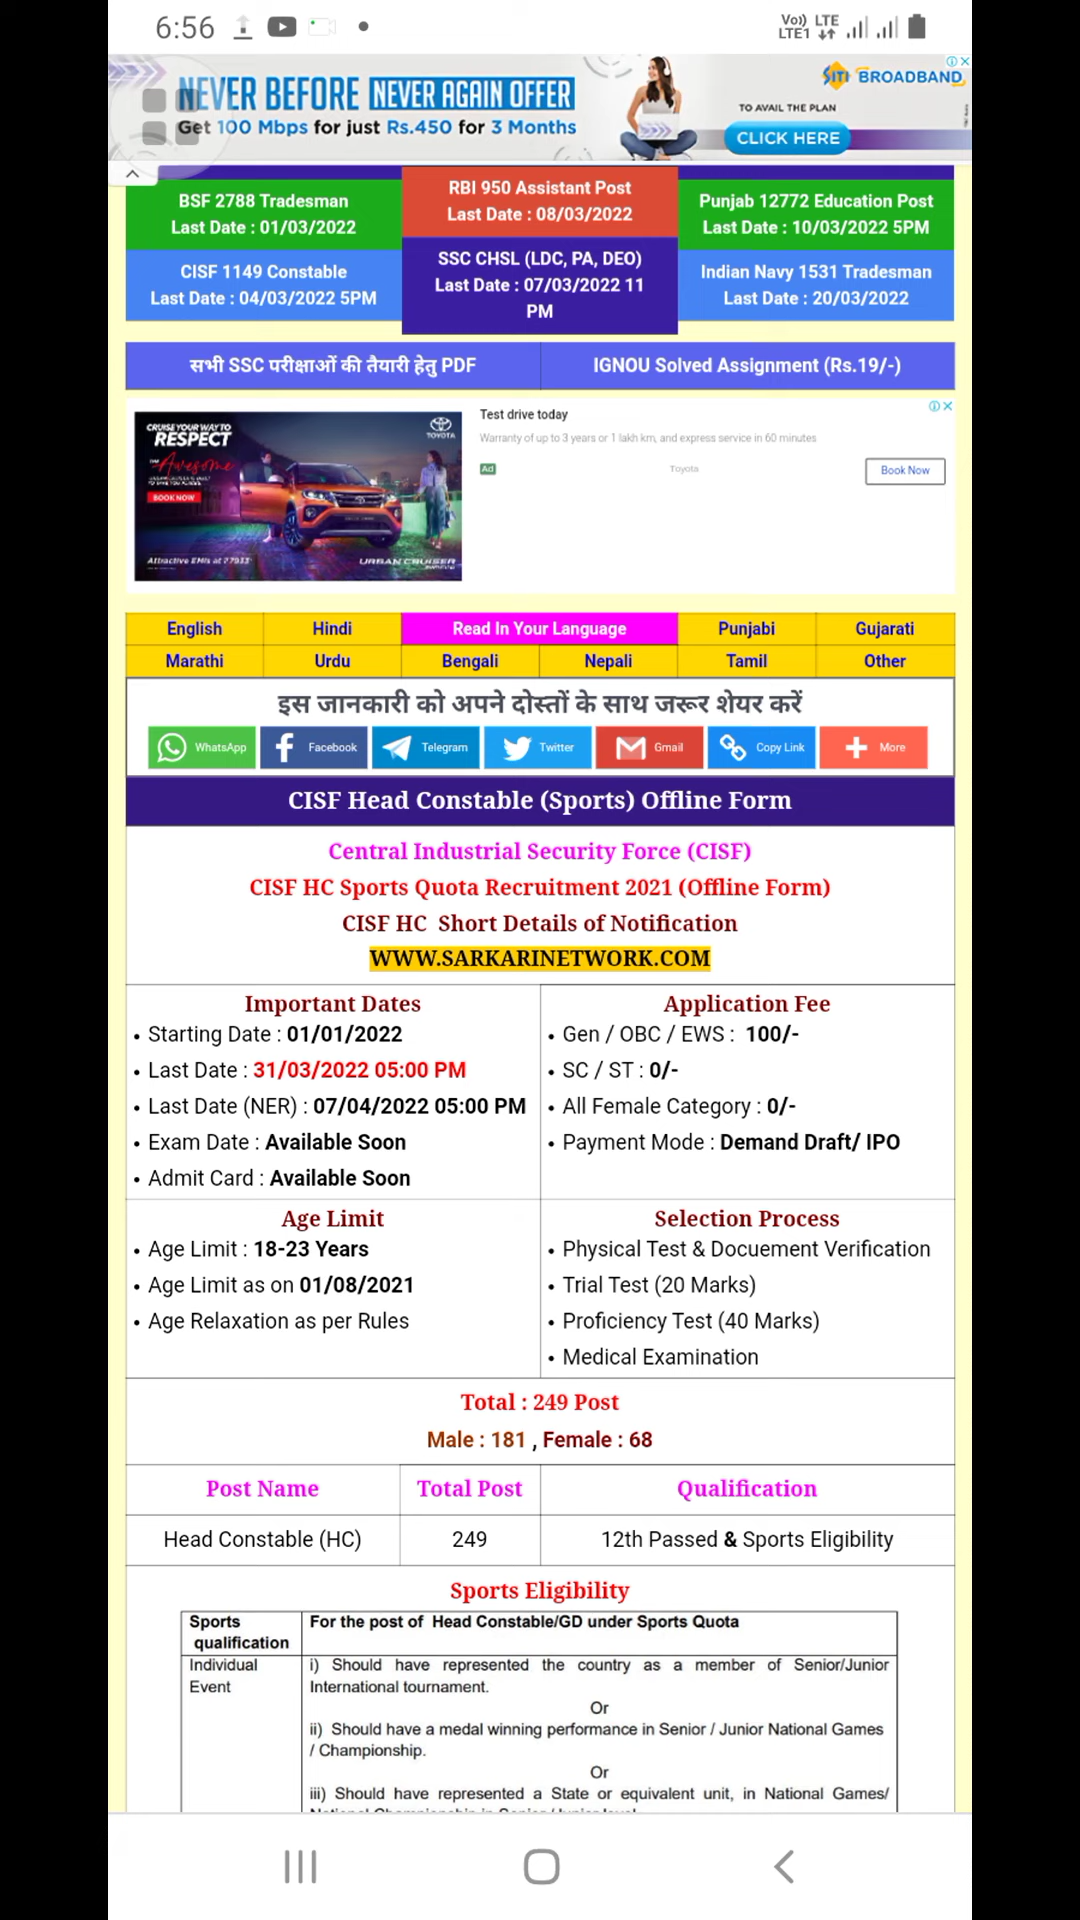 6:56
Vo)) LTE
LTE1
NEVER BEFORE NEVER AGAIN OFFER
Get 100 Mbps for just Rs.450 for 3 Months
SITI BROADBAND
TO AVAIL THE PLAN
CLICK HERE
BSF 2788 Tradesman
Last Date : 01/03/2022
RBI 950 Assistant Post
Last Date : 08/03/2022
Punjab 12772 Education Post
Last Date : 10/03/2022 5PM
CISF 1149 Constable
Last Date : 04/03/2022 5PM
SSC CHSL (LDC, PA, DEO)
Last Date : 07/03/2022 11
PM
Indian Navy 1531 Tradesman
Last Date : 20/03/2022
सभी SSC परीक्षाओं की तैयारी हेतु PDF
IGNOU Solved Assignment (Rs.19/-)
CRUISE YOUR WAY TO
RESPECT
Awesome
BOOK NOW
TOYOTA
Attractive EMIs at ₹7933
URBAN CRUISER
Test drive today
Warranty of up to 3 years or 1 lakh km, and express service in 60 minutes
Ad
Toyota
Book Now
English Hindi Read In Your Language Punjabi Gujarati
Marathi Urdu Bengali Nepali Tamil Other
इस जानकारी को अपने दोस्तों के साथ जरूर शेयर करें
WhatsApp Facebook Telegram Twitter Gmail Copy Link More
CISF Head Constable (Sports) Offline Form
Central Industrial Security Force (CISF)
CISF HC Sports Quota Recruitment 2021 (Offline Form)
CISF HC Short Details of Notification
WWW.SARKARINETWORK.COM
Important Dates
• Starting Date : 01/01/2022
• Last Date : 31/03/2022 05:00 PM
• Last Date (NER) : 07/04/2022 05:00 PM
• Exam Date : Available Soon
• Admit Card : Available Soon
Application Fee
• Gen / OBC / EWS : 100/-
• SC / ST : 0/-
• All Female Category : 0/-
• Payment Mode : Demand Draft/ IPO
Age Limit
• Age Limit : 18-23 Years
• Age Limit as on 01/08/2021
• Age Relaxation as per Rules
Selection Process
• Physical Test & Docuement Verification
• Trial Test (20 Marks)
• Proficiency Test (40 Marks)
• Medical Examination
Total : 249 Post
Male : 181 , Female : 68
Post Name Total Post Qualification
Head Constable (HC) 249 12th Passed & Sports Eligibility
Sports Eligibility
Sports
qualification
For the post of Head Constable/GD under Sports Quota
Individual
Event
i) Should have represented the country as a member of Senior/Junior
International tournament.
Or
ii) Should have a medal winning performance in Senior / Junior National Games
/ Championship.
Or
iii) Should have represented a State or equivalent unit, in National Games/